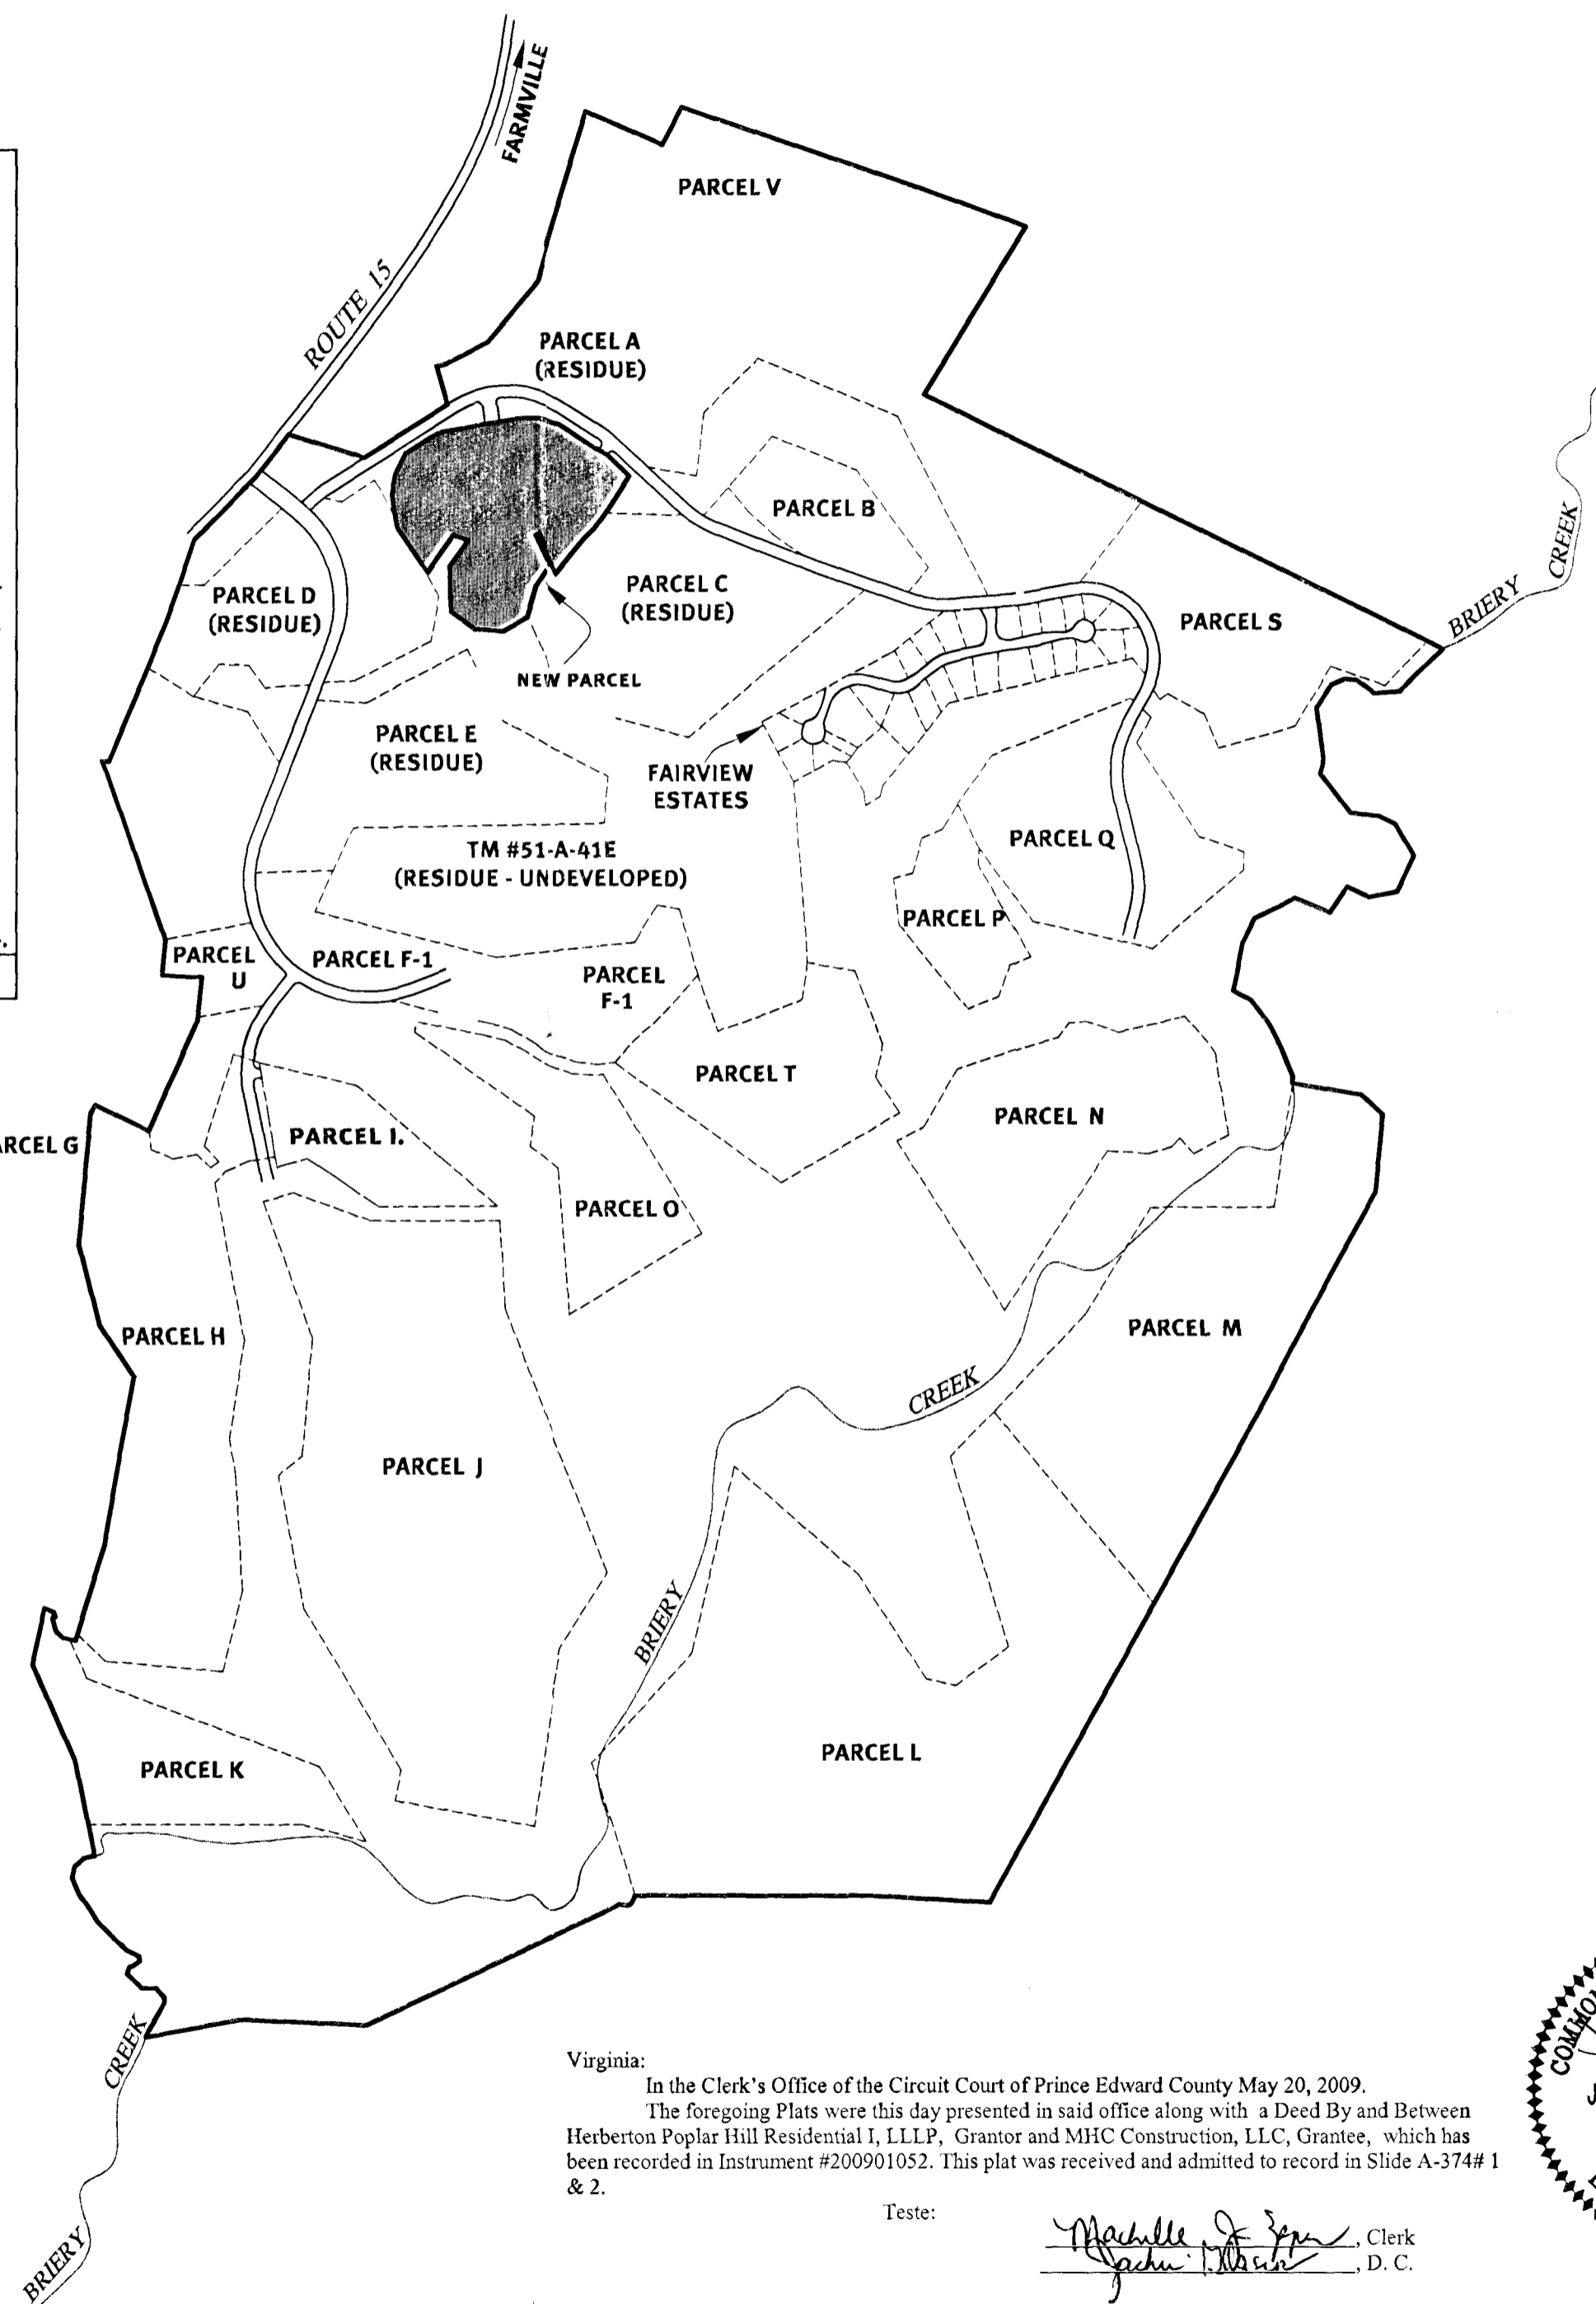 FARMVILLE
PARCEL V
ROUTE 15
PARCEL A
(RESIDUE)
PARCEL B
CREEK
BRIERY
PARCEL D
(RESIDUE)
PARCEL C
(RESIDUE)
PARCEL S
NEW PARCEL
PARCEL E
(RESIDUE)
FAIRVIEW
ESTATES
PARCEL Q
TM #51-A-41E
(RESIDUE - UNDEVELOPED)
PARCEL P
PARCEL
U
PARCEL F-1
PARCEL
F-1
PARCEL T
PARCEL N
RCEL G
PARCEL I.
PARCEL O
PARCEL H
PARCEL M
CREEK
PARCEL J
BRIERY
PARCEL L
PARCEL K
CREEK
BRIERY
Virginia:
In the Clerk's Office of the Circuit Court of Prince Edward County May 20, 2009.
The foregoing Plats were this day presented in said office along with a Deed By and Between
Herberton Poplar Hill Residential I, LLLP, Grantor and MHC Construction, LLC, Grantee, which has
been recorded in Instrument #200901052. This plat was received and admitted to record in Slide A-374# 1
& 2.
Teste:
, Clerk
, D. C.
COMMO